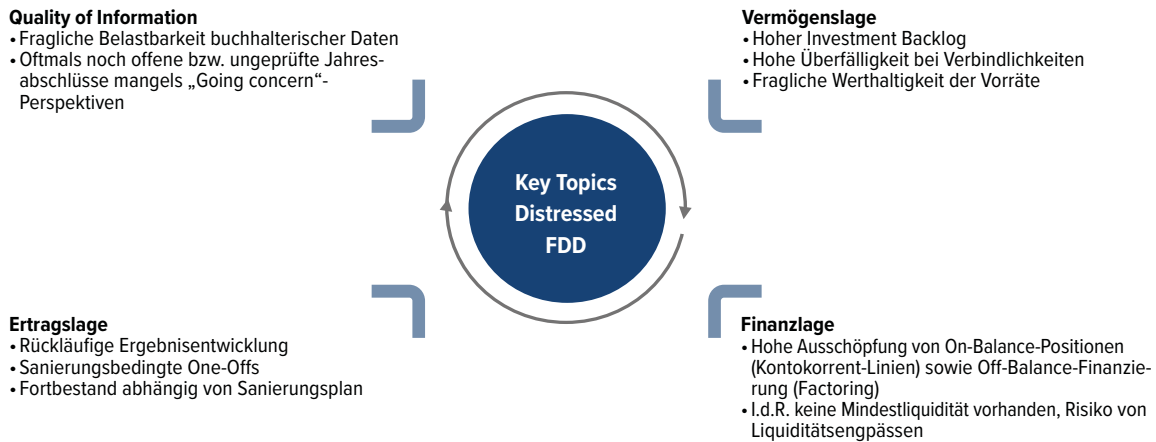 Quality of Information
• Fragliche Belastbarkeit buchhalterischer Daten
• Oftmals noch offene bzw. ungeprüfte Jahres-
abschlüsse mangels „Going concern“-
Perspektiven
Vermögenslage
• Hoher Investment Backlog
• Hohe Überfälligkeit bei Verbindlichkeiten
• Fragliche Werthaltigkeit der Vorräte
Key Topics
Distressed
FDD
Ertragslage
• Rückläufige Ergebnisentwicklung
• Sanierungsbedingte One-Offs
• Fortbestand abhängig von Sanierungsplan
Finanzlage
• Hohe Ausschöpfung von On-Balance-Positionen
(Kontokorrent-Linien) sowie Off-Balance-Finanzie-
rung (Factoring)
• I.d.R. keine Mindestliquidität vorhanden, Risiko von
Liquiditätsengpässen